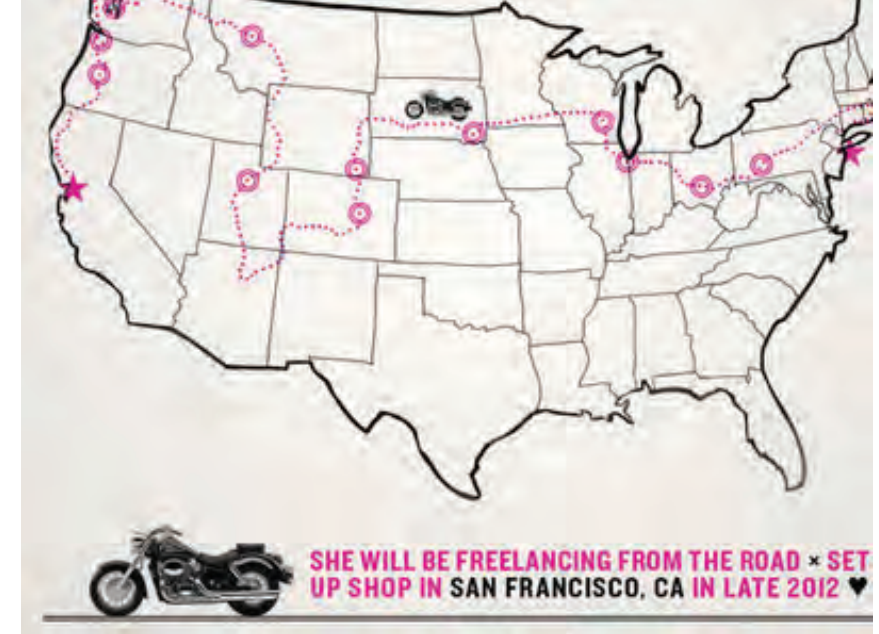 SHE WILL BE FREELANCING FROM THE ROAD × SET
UP SHOP IN SAN FRANCISCO, CA IN LATE 2012 ♥